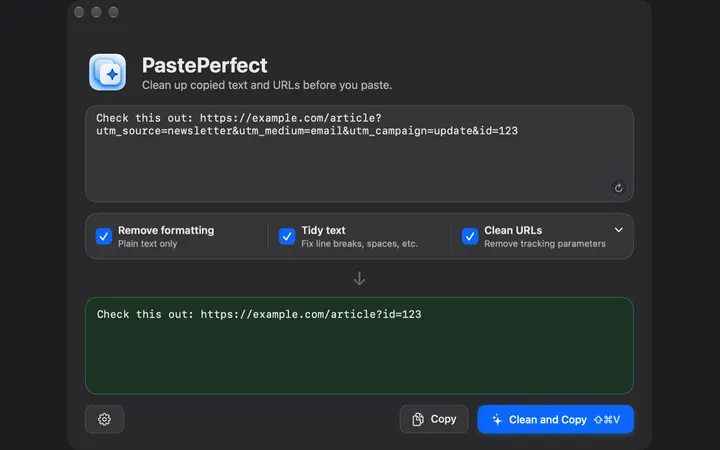 PastePerfect
Clean up copied text and URLs before you paste.
Check this out: https://example.com/article?
utm_source=newsletter&utm_medium=email&utm_campaign=update&id=123
Remove formatting
Plain text only
Tidy text
Fix line breaks, spaces, etc.
Clean URLs
Remove tracking parameters
Check this out: https://example.com/article?id=123
Copy
Clean and Copy ⇧⌘V